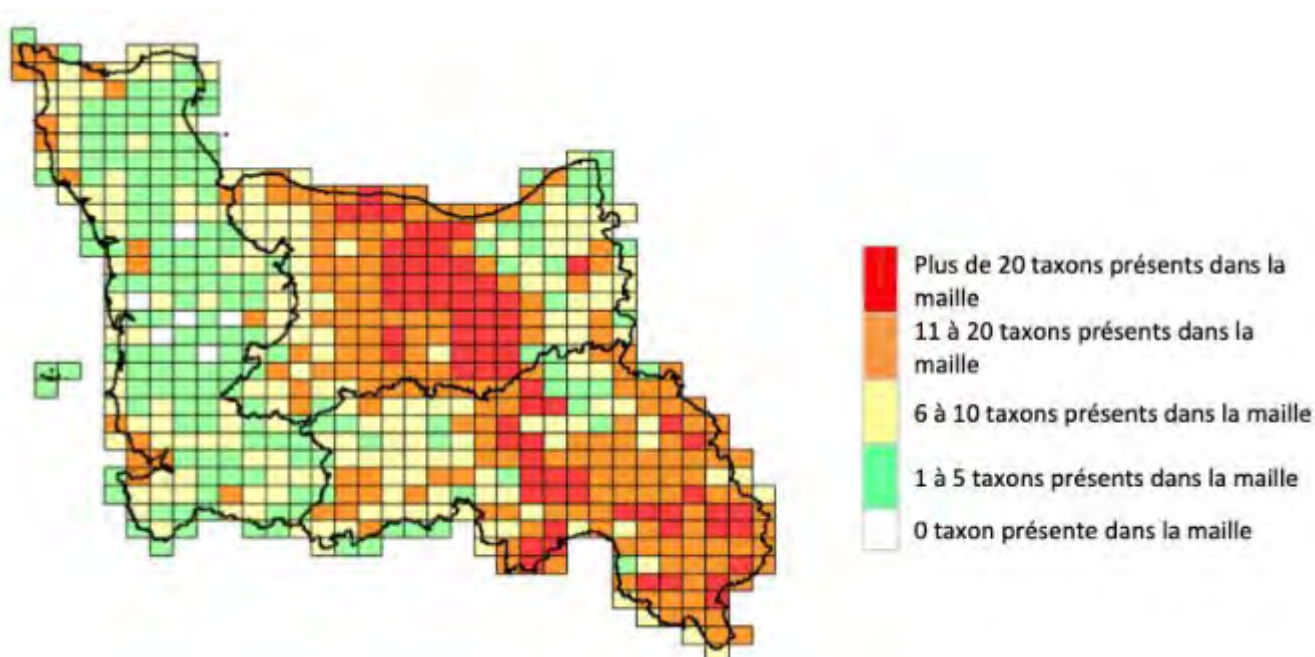 Plus de 20 taxons présents dans la
maille
11 à 20 taxons présents dans la
maille
6 à 10 taxons présents dans la maille
1 à 5 taxons présents dans la maille
0 taxon présente dans la maille